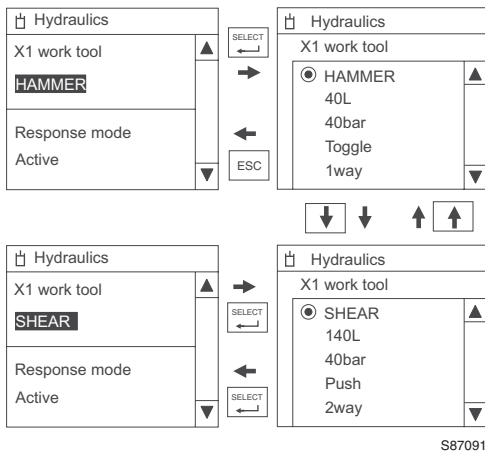 Hydraulics
X1 work tool
HAMMER
Response mode
Active
SELECT
ESC
Hydraulics
X1 work tool
HAMMER
40L
40bar
Toggle
1way
Hydraulics
X1 work tool
SHEAR
Response mode
Active
SELECT
SELECT
Hydraulics
X1 work tool
SHEAR
140L
40bar
Push
2way
S87091